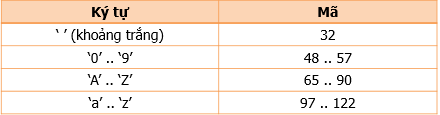 Ký tự Mã
‘ ’ (khoảng trắng) 32
‘0’ .. ‘9’ 48 .. 57
‘A’ .. ‘Z’ 65 .. 90
‘a’ .. ‘z’ 97 .. 122